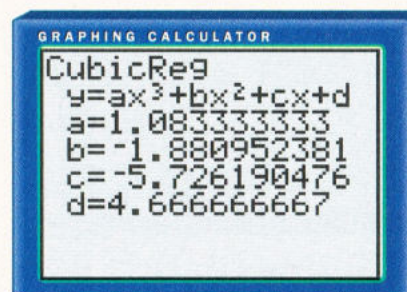 GRAPHING CALCULATOR
CubicReg
y=ax³+bx²+cx+d
a=1.083333333
b=-1.880952381
c=-5.726190476
d=4.666666667